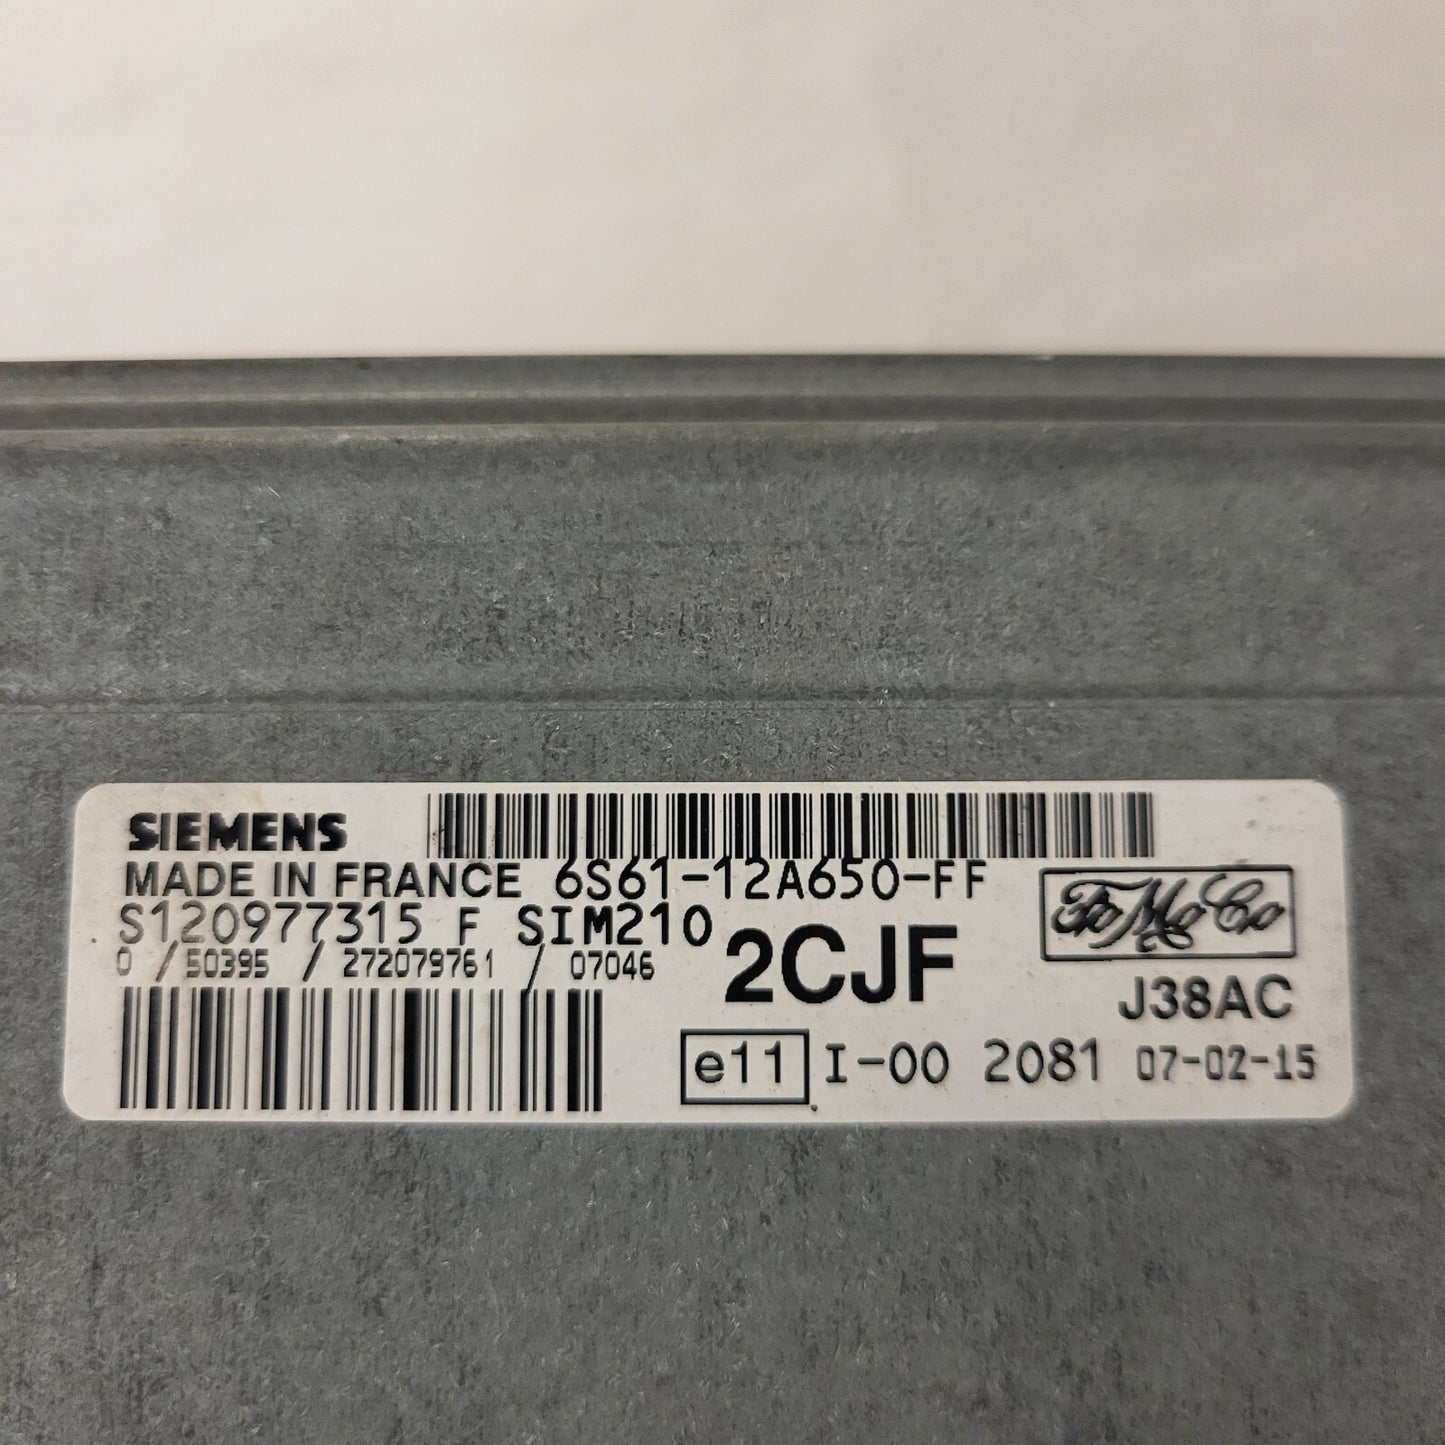 SIEMENS
MADE IN FRANCE 6S61-12A650-FF
S120977315 F SIM210
0 / 50395 / 272079761 / 07046
2CJF
FoMoCo
J38AC
e11 I-00 2081 07-02-15